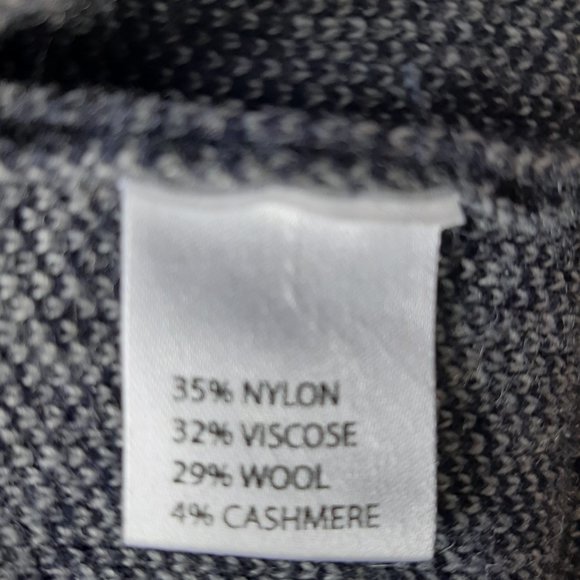 35% NYLON
32% VISCOSE
29% WOOL
4% CASHMERE